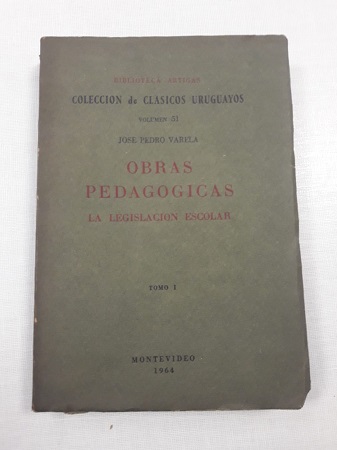 BIBLIOTECA ARTIGAS
COLECCION de CLASICOS URUGUAYOS
VOLUMEN 51
JOSE PEDRO VARELA
OBRAS
PEDAGOGICAS
LA LEGISLACION ESCOLAR
TOMO I
MONTEVIDEO
1964